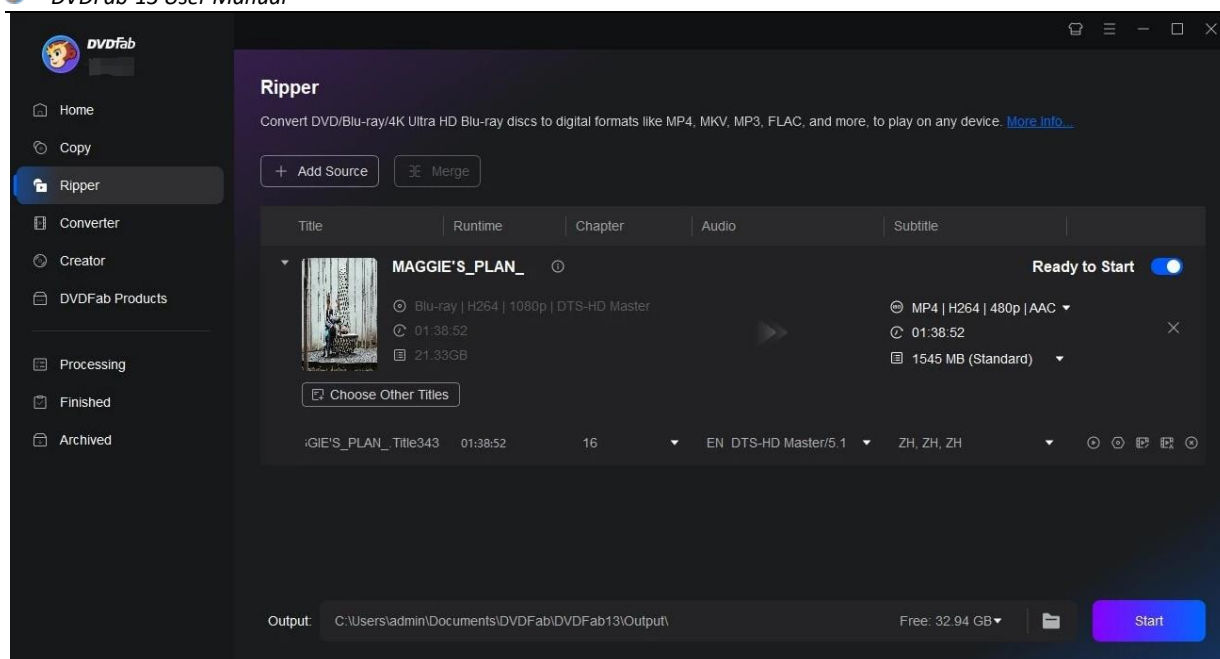 DVDFab 13 User Manual
DVDFab
Home
Copy
Ripper
Converter
Creator
DVDFab Products
Processing
Finished
Archived
Ripper
Convert DVD/Blu-ray/4K Ultra HD Blu-ray discs to digital formats like MP4, MKV, MP3, FLAC, and more, to play on any device. More Info...
+ Add Source Merge
Title Runtime Chapter Audio Subtitle
MAGGIE'S_PLAN_ Ready to Start
Blu-ray | H264 | 1080p | DTS-HD Master MP4 | H264 | 480p | AAC
01:38:52 01:38:52
21.33GB 1545 MB (Standard)
Choose Other Titles
GIE'S_PLAN_.Title343 01:38:52 16 EN DTS-HD Master/5.1 ZH, ZH, ZH
Output: C:\Users\admin\Documents\DVDFab\DVDFab13\Output\ Free: 32.94 GB Start